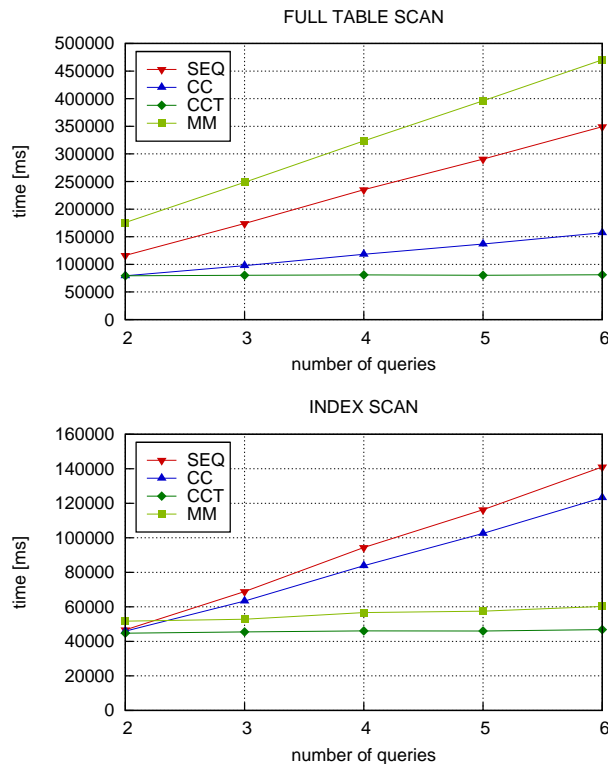 FULL TABLE SCAN
500000
450000
400000
350000
300000
250000
200000
150000
100000
50000
0
time [ms]
SEQ
CC
CCT
MM
2 3 4 5 6
number of queries
INDEX SCAN
160000
140000
120000
100000
80000
60000
40000
20000
0
time [ms]
SEQ
CC
CCT
MM
2 3 4 5 6
number of queries